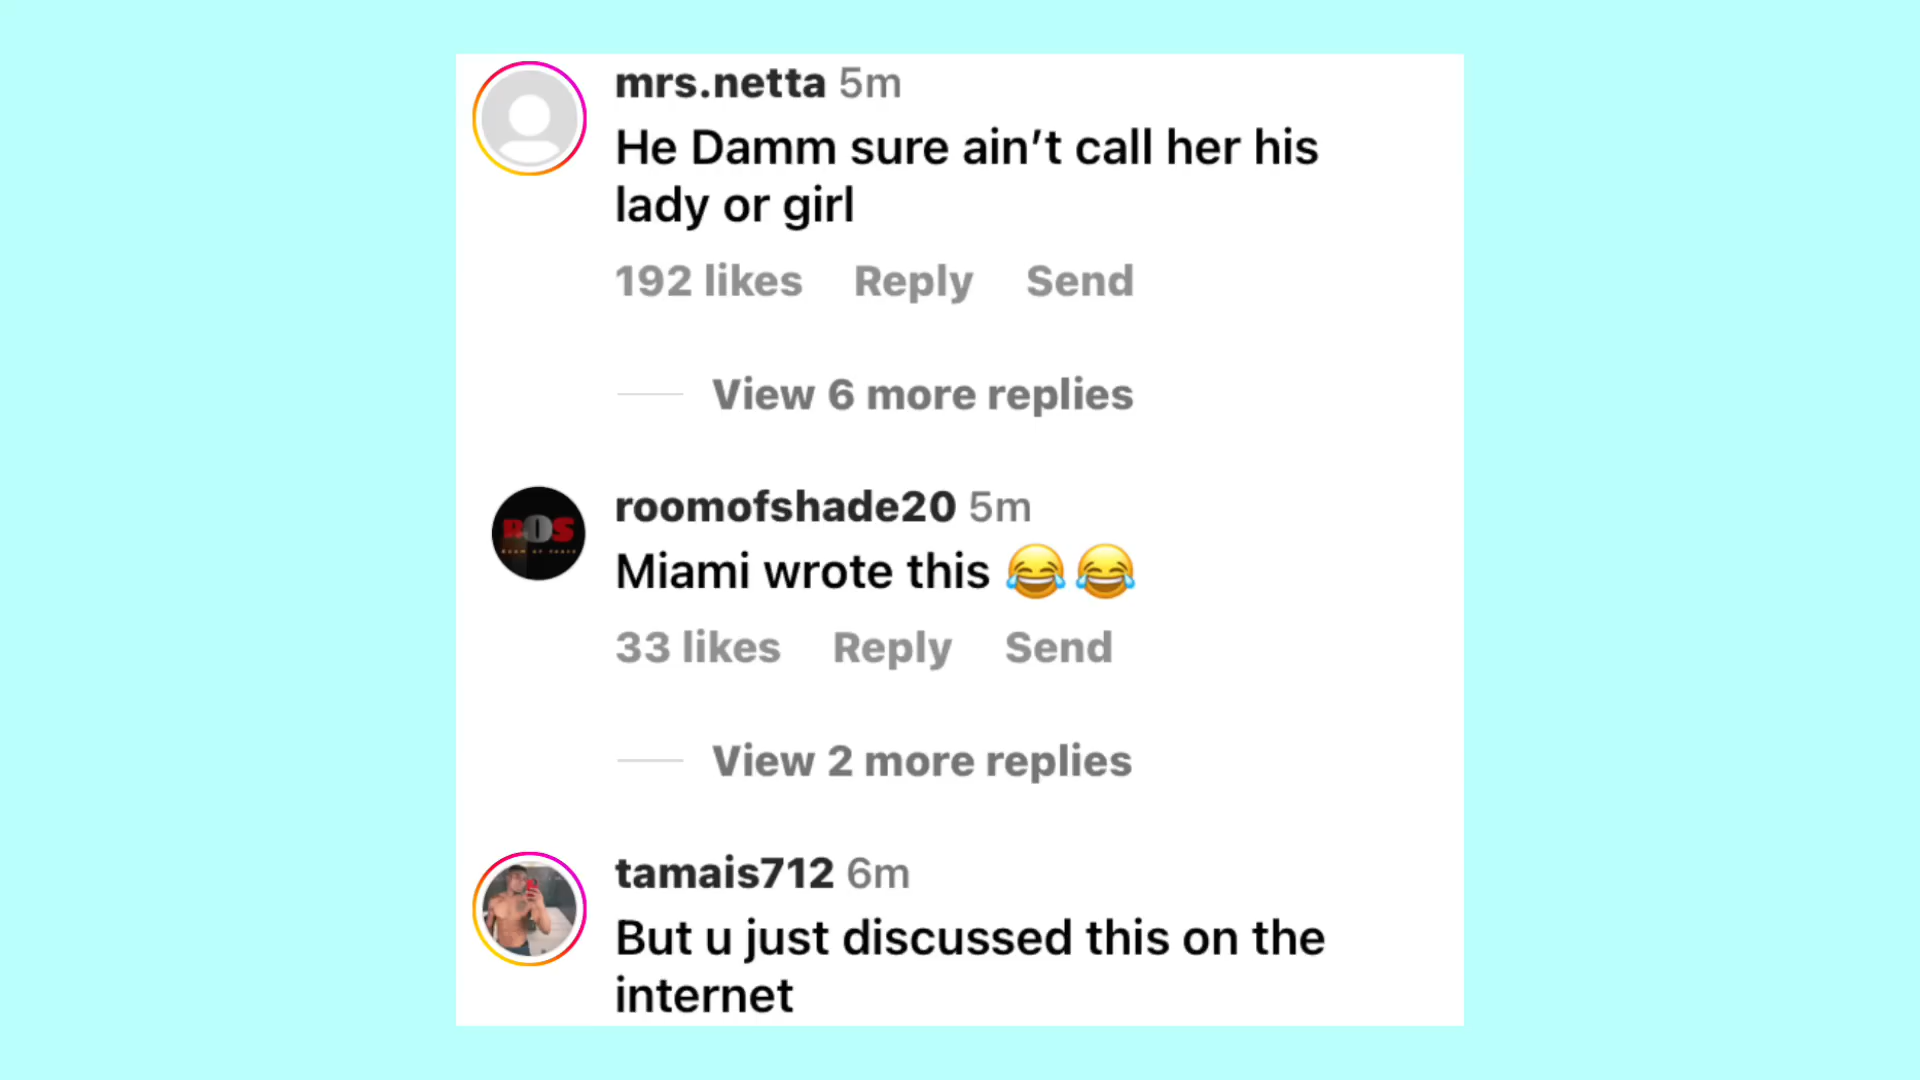 mrs.netta 5m
He Damm sure ain’t call her his
lady or girl
192 likes Reply Send
View 6 more replies
roomofshade20 5m
ROS
Miami wrote this 😂😂
33 likes Reply Send
View 2 more replies
tamais712 6m
But u just discussed this on the
internet